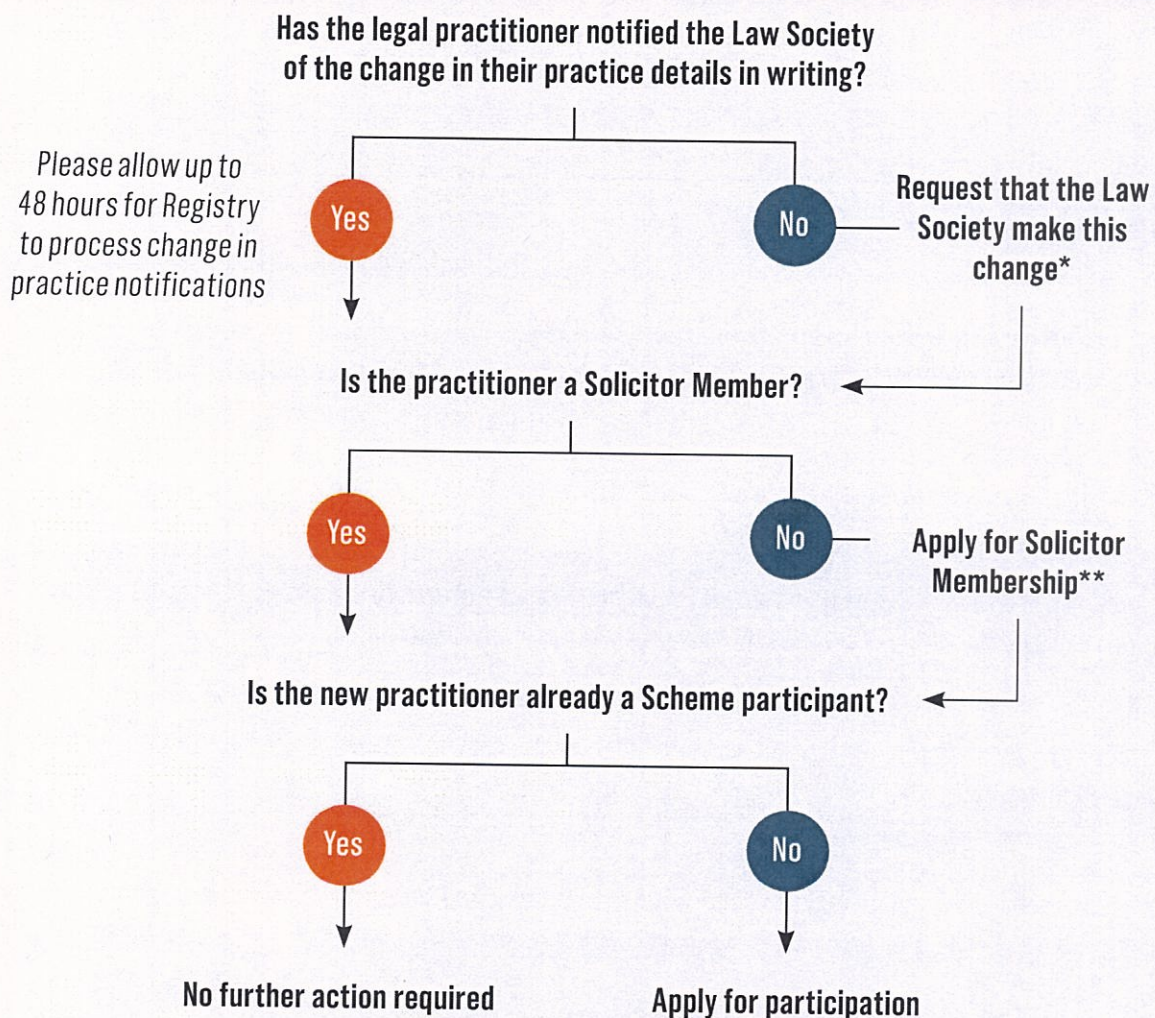 Has the legal practitioner notified the Law Society
of the change in their practice details in writing?
Please allow up to
48 hours for Registry
to process change in
practice notifications
Yes
No
Request that the Law
Society make this
change*
Is the practitioner a Solicitor Member?
Yes
No
Apply for Solicitor
Membership**
Is the new practitioner already a Scheme participant?
Yes
No
No further action required
Apply for participation